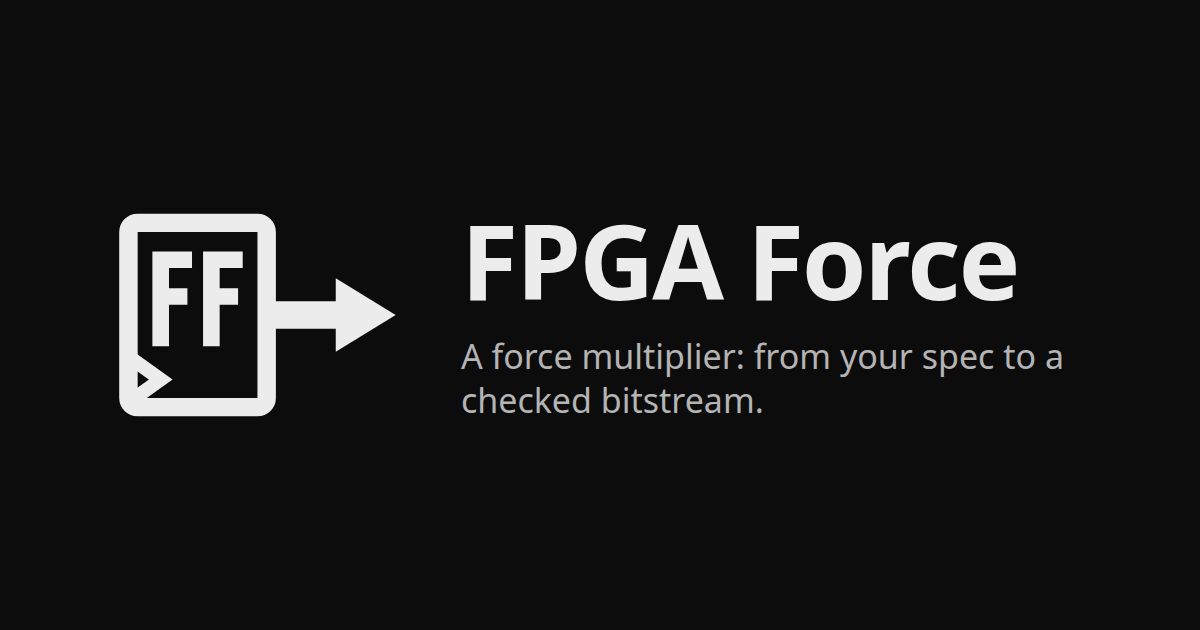 FF
FPGA Force
A force multiplier: from your spec to a
checked bitstream.